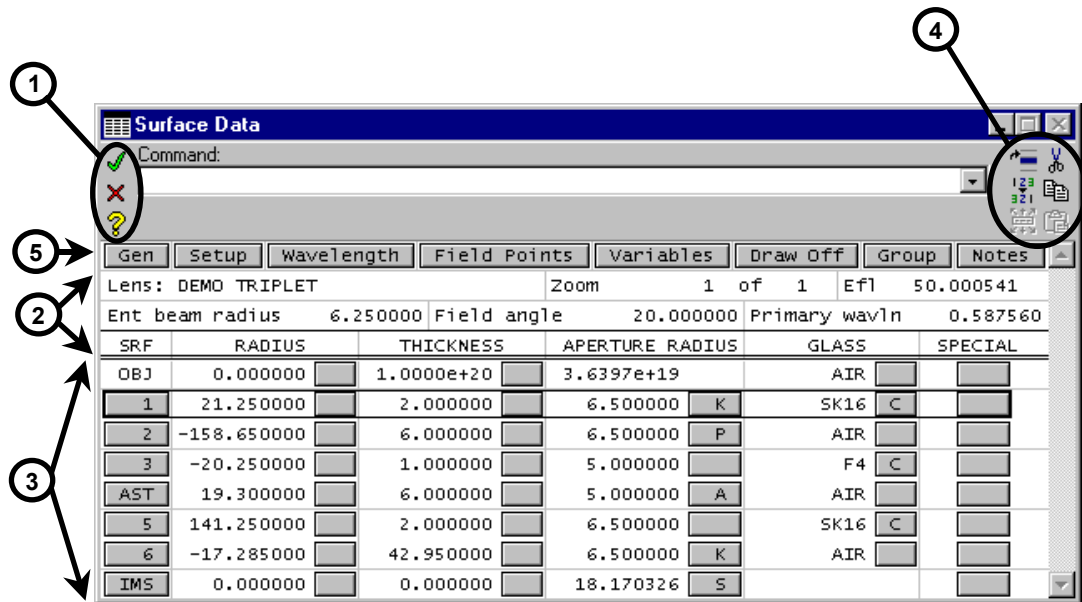 4
1
Surface Data
Command:
123
321
5
Gen Setup Wavelength Field Points Variables Draw Off Group Notes
Lens: DEMO TRIPLET Zoom 1 of 1 Efl 50.000541
2
Ent beam radius 6.250000 Field angle 20.000000 Primary wavln 0.587560
SRF RADIUS THICKNESS APERTURE RADIUS GLASS SPECIAL
OBJ 0.000000 1.0000e+20 3.6397e+19 AIR
1 21.250000 2.000000 6.500000 K SK16 C
2 -158.650000 6.000000 6.500000 P AIR
3 -20.250000 1.000000 5.000000 F4 C
3
AST 19.300000 6.000000 5.000000 A AIR
5 141.250000 2.000000 6.500000 SK16 C
6 -17.285000 42.950000 6.500000 K AIR
IMS 0.000000 0.000000 18.170326 S